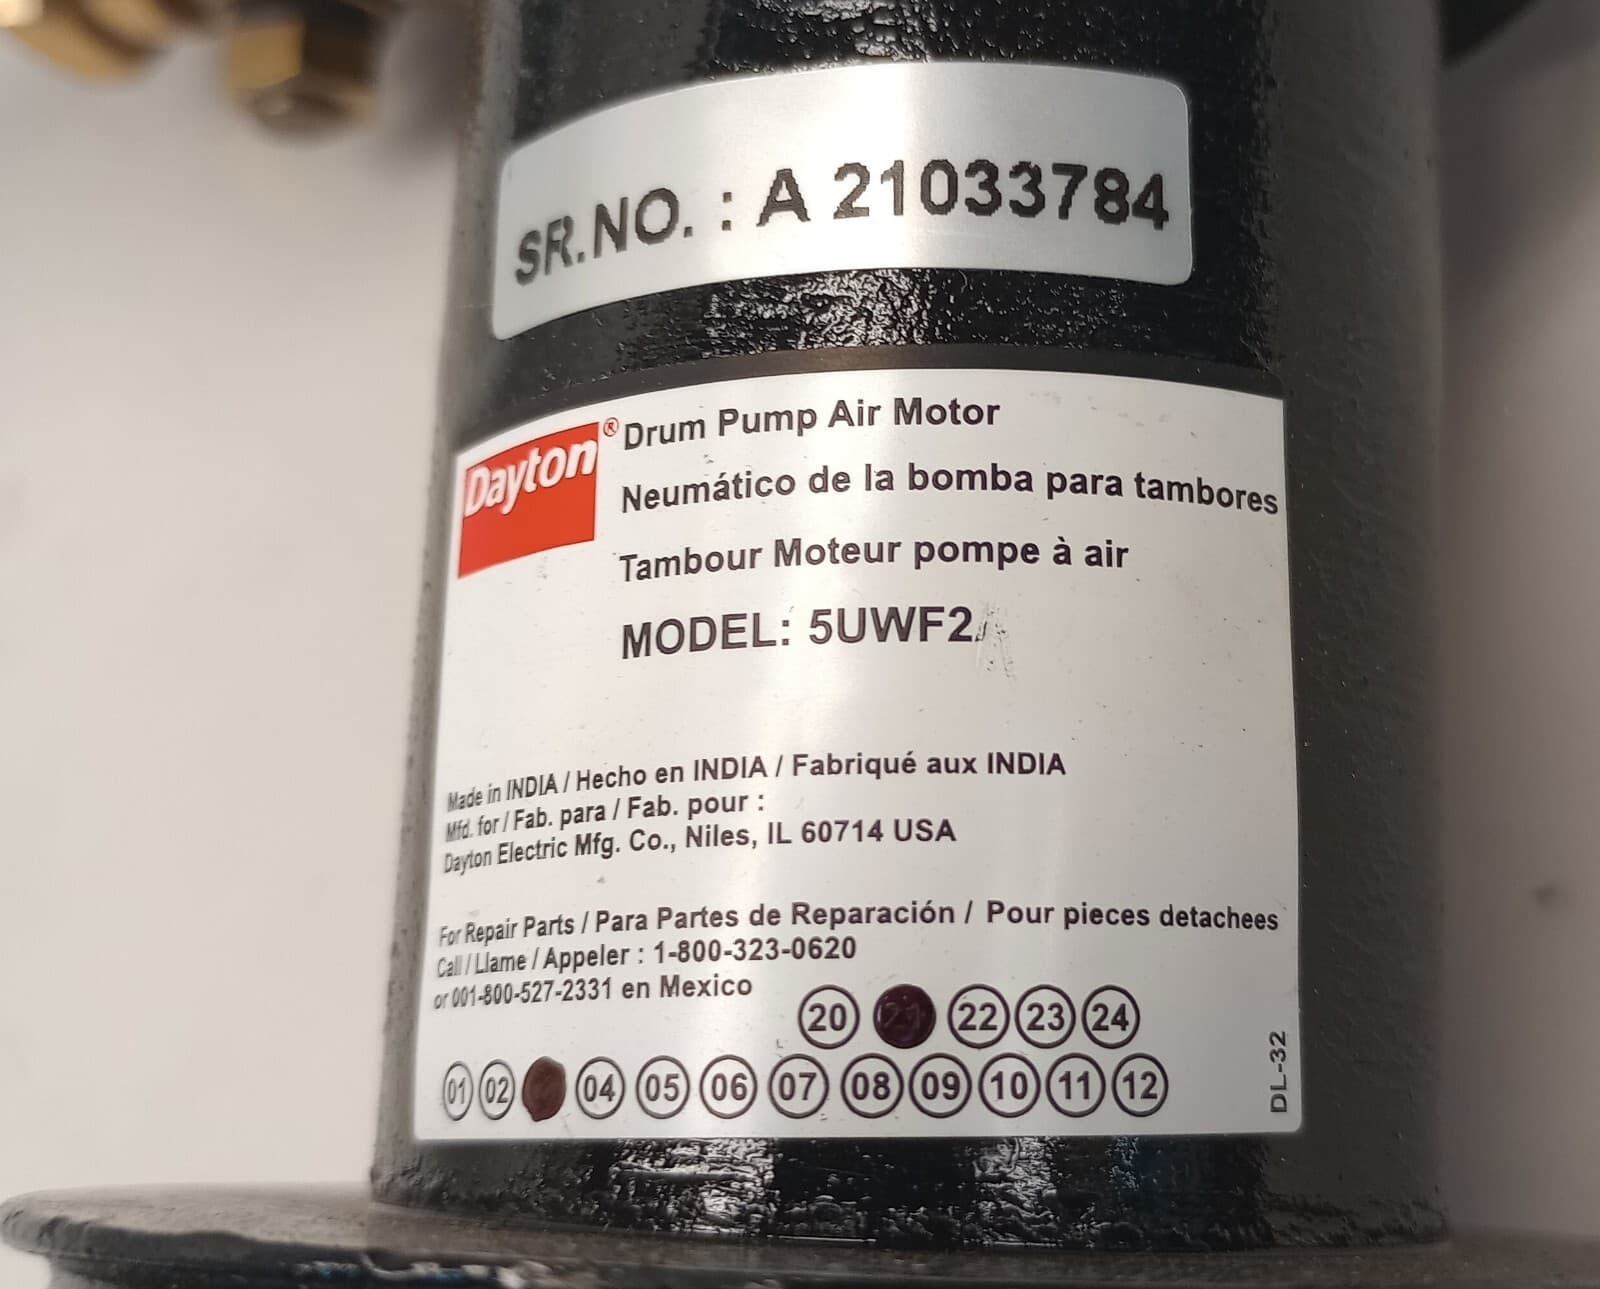 SR.NO. : A 21033784
Dayton®
Drum Pump Air Motor
Neumático de la bomba para tambores
Tambour Moteur pompe à air
MODEL: 5UWF2
Made in INDIA / Hecho en INDIA / Fabriqué aux INDIA
Mfd. for / Fab. para / Fab. pour :
Dayton Electric Mfg. Co., Niles, IL 60714 USA
For Repair Parts / Para Partes de Reparación / Pour pieces detachees
Call / Llame / Appeler : 1-800-323-0620
or 001-800-527-2331 en Mexico
20 21 22 23 24
01 02 04 05 06 07 08 09 10 11 12
DL-32